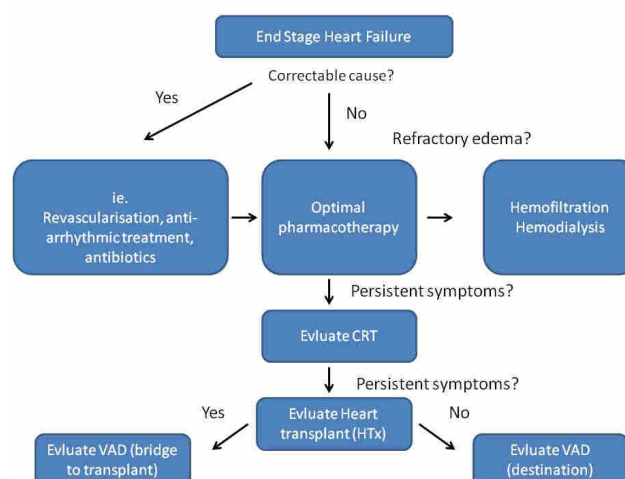 End Stage Heart Failure
Correctable cause?
Yes
No
Refractory edema?
ie.
Revascularisation, anti-
arrhythmic treatment,
antibiotics
Optimal
pharmacotherapy
Hemofiltration
Hemodialysis
Persistent symptoms?
Evluate CRT
Persistent symptoms?
Yes
Evluate Heart
transplant (HTx)
No
Evluate VAD (bridge
to transplant)
Evluate VAD
(destination)